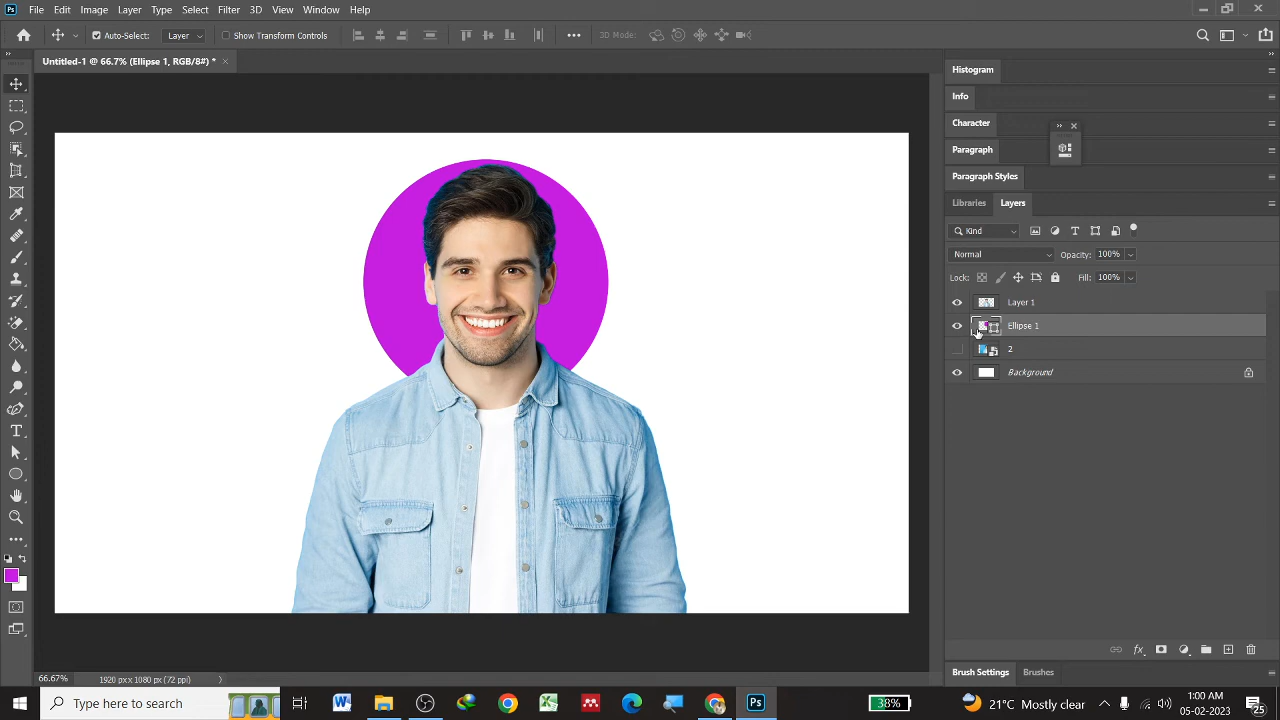 Ps File Edit Image Layer Type Select Filter 3D View Window Help
Auto-Select: Layer Show Transform Controls 3D Mode:
Untitled-1 @ 66.7% (Ellipse 1, RGB/8#) *
Histogram
Info
Character
Paragraph
Paragraph Styles
Libraries Layers
Kind
Normal Opacity: 100%
Lock: Fill: 100%
Layer 1
Ellipse 1
2
Background
66.67% 1920 px x 1080 px (72 ppi)
Brush Settings Brushes
Type here to search
38%
21°C Mostly clear
1:00 AM
05-02-2023
25